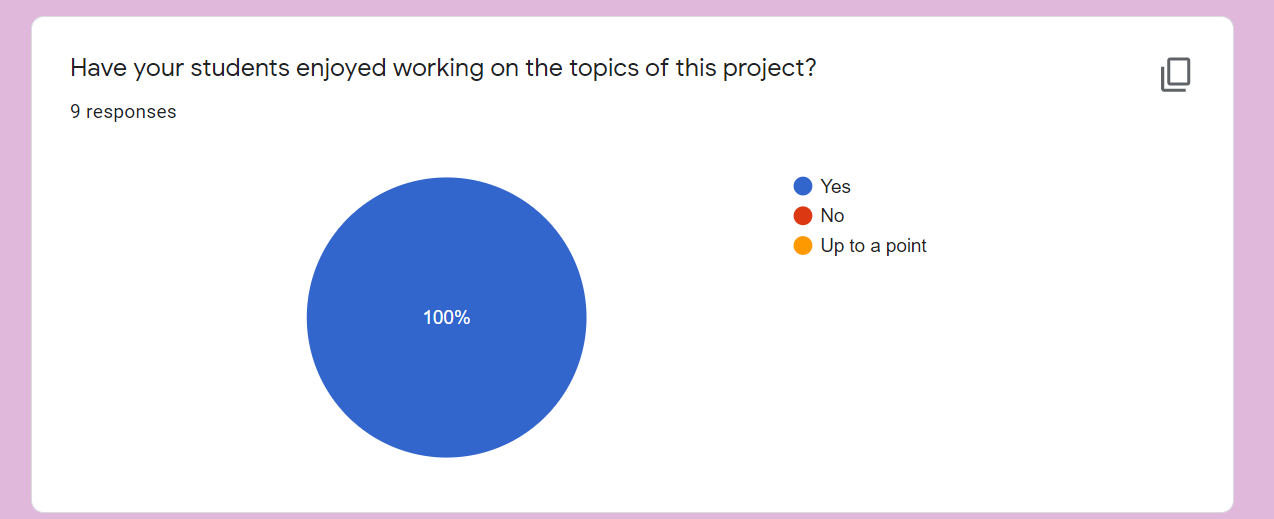 Have your students enjoyed working on the topics of this project?
9 responses
100%
Yes
No
Up to a point